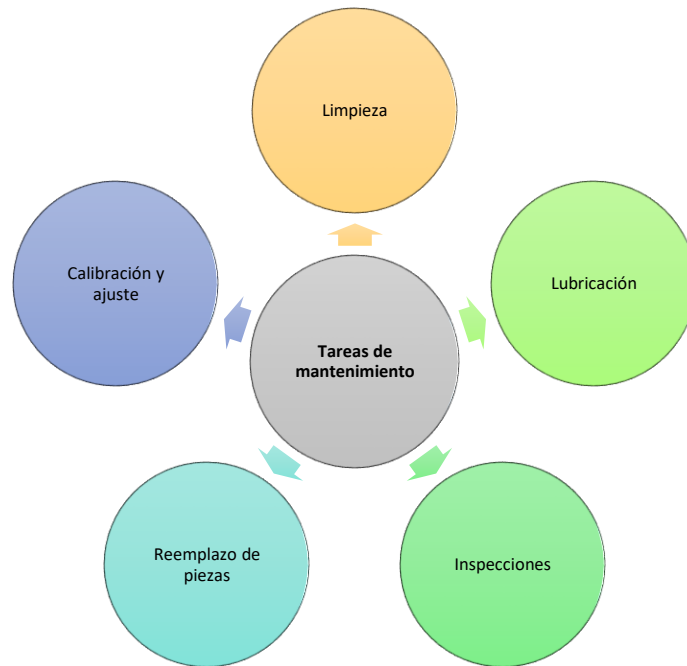 Limpieza
Calibración y
ajuste
Lubricación
Tareas de
mantenimiento
Reemplazo de
piezas
Inspecciones